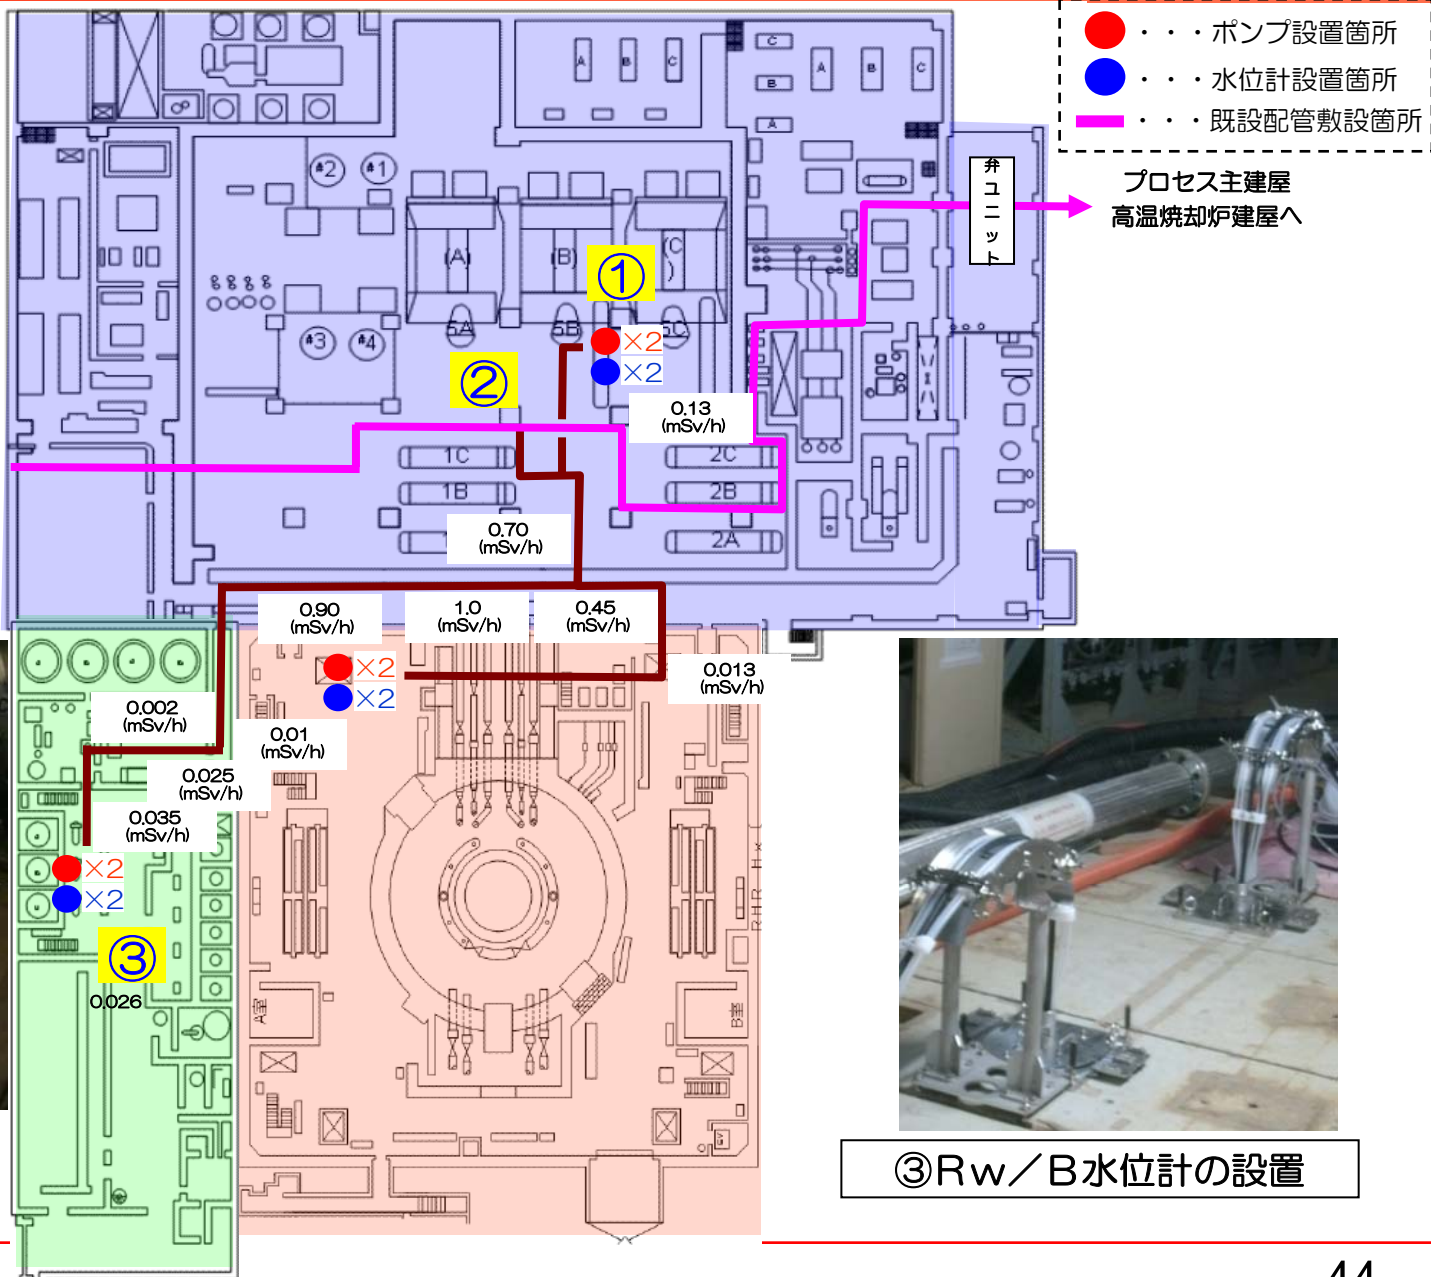 ・・・ポンプ設置箇所
・・・水位計設置箇所
・・・既設配管敷設箇所
プロセス主建屋
高温焼却炉建屋へ
弁ユニット
C
B
A
A
B
C
A
B
C
#2
#1
#3
#4
(A)
(B)
(C
)
5A
5B
5C
①
×2
×2
②
0.13
(mSv/h)
1C
1B
2C
2B
2A
0.70
(mSv/h)
0.90
(mSv/h)
1.0
(mSv/h)
0.45
(mSv/h)
×2
×2
0.013
(mSv/h)
0.002
(mSv/h)
0.01
(mSv/h)
0.025
(mSv/h)
0.035
(mSv/h)
×2
×2
③
0.026
A室
B室
③Rw／B水位計の設置
44